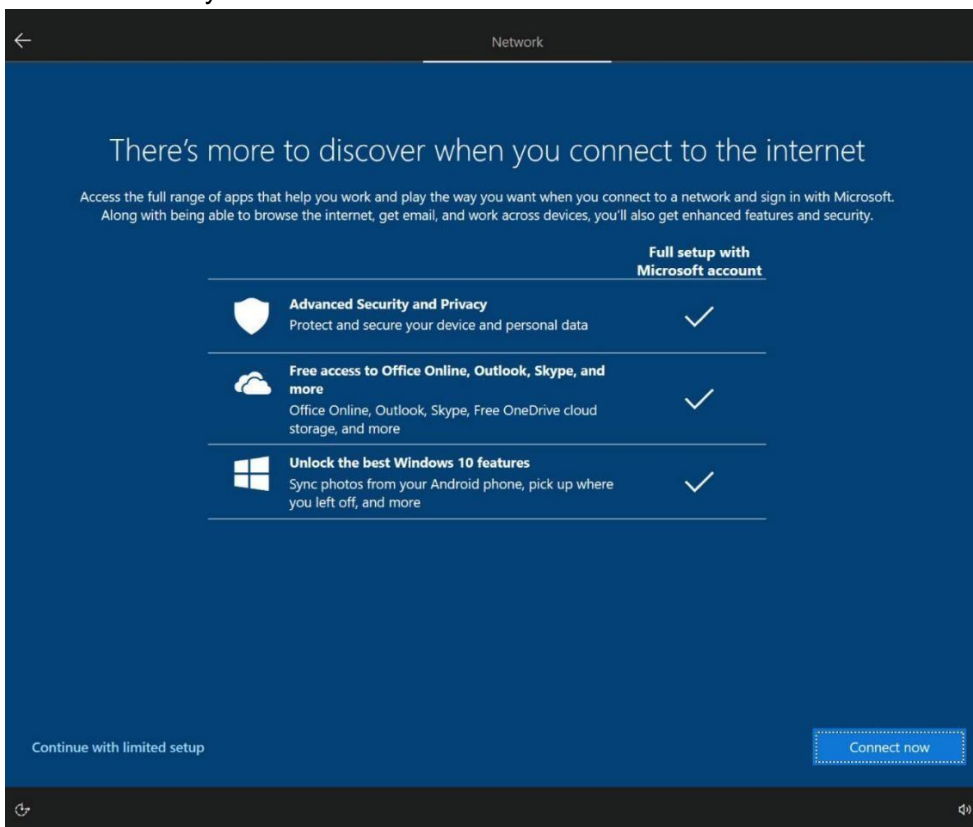 Network
There's more to discover when you connect to the internet
Access the full range of apps that help you work and play the way you want when you connect to a network and sign in with Microsoft.
Along with being able to browse the internet, get email, and work across devices, you'll also get enhanced features and security.
Full setup with
Microsoft account
Advanced Security and Privacy
Protect and secure your device and personal data
Free access to Office Online, Outlook, Skype, and
more
Office Online, Outlook, Skype, Free OneDrive cloud
storage, and more
Unlock the best Windows 10 features
Sync photos from your Android phone, pick up where
you left off, and more
Continue with limited setup
Connect now